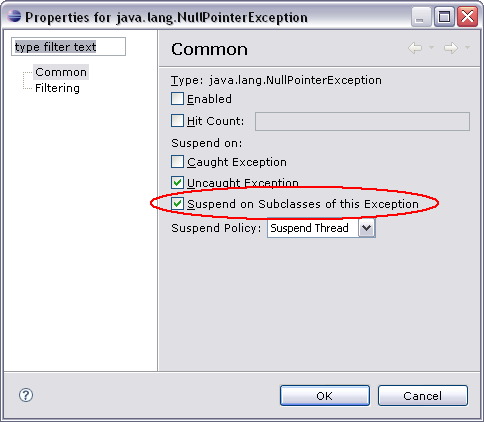 Properties for java.lang.NullPointerException
type filter text
Common
Filtering
Common
Type: java.lang.NullPointerException
Enabled
Hit Count:
Suspend on:
Caught Exception
Uncaught Exception
Suspend on Subclasses of this Exception
Suspend Policy: Suspend Thread
?
OK Cancel